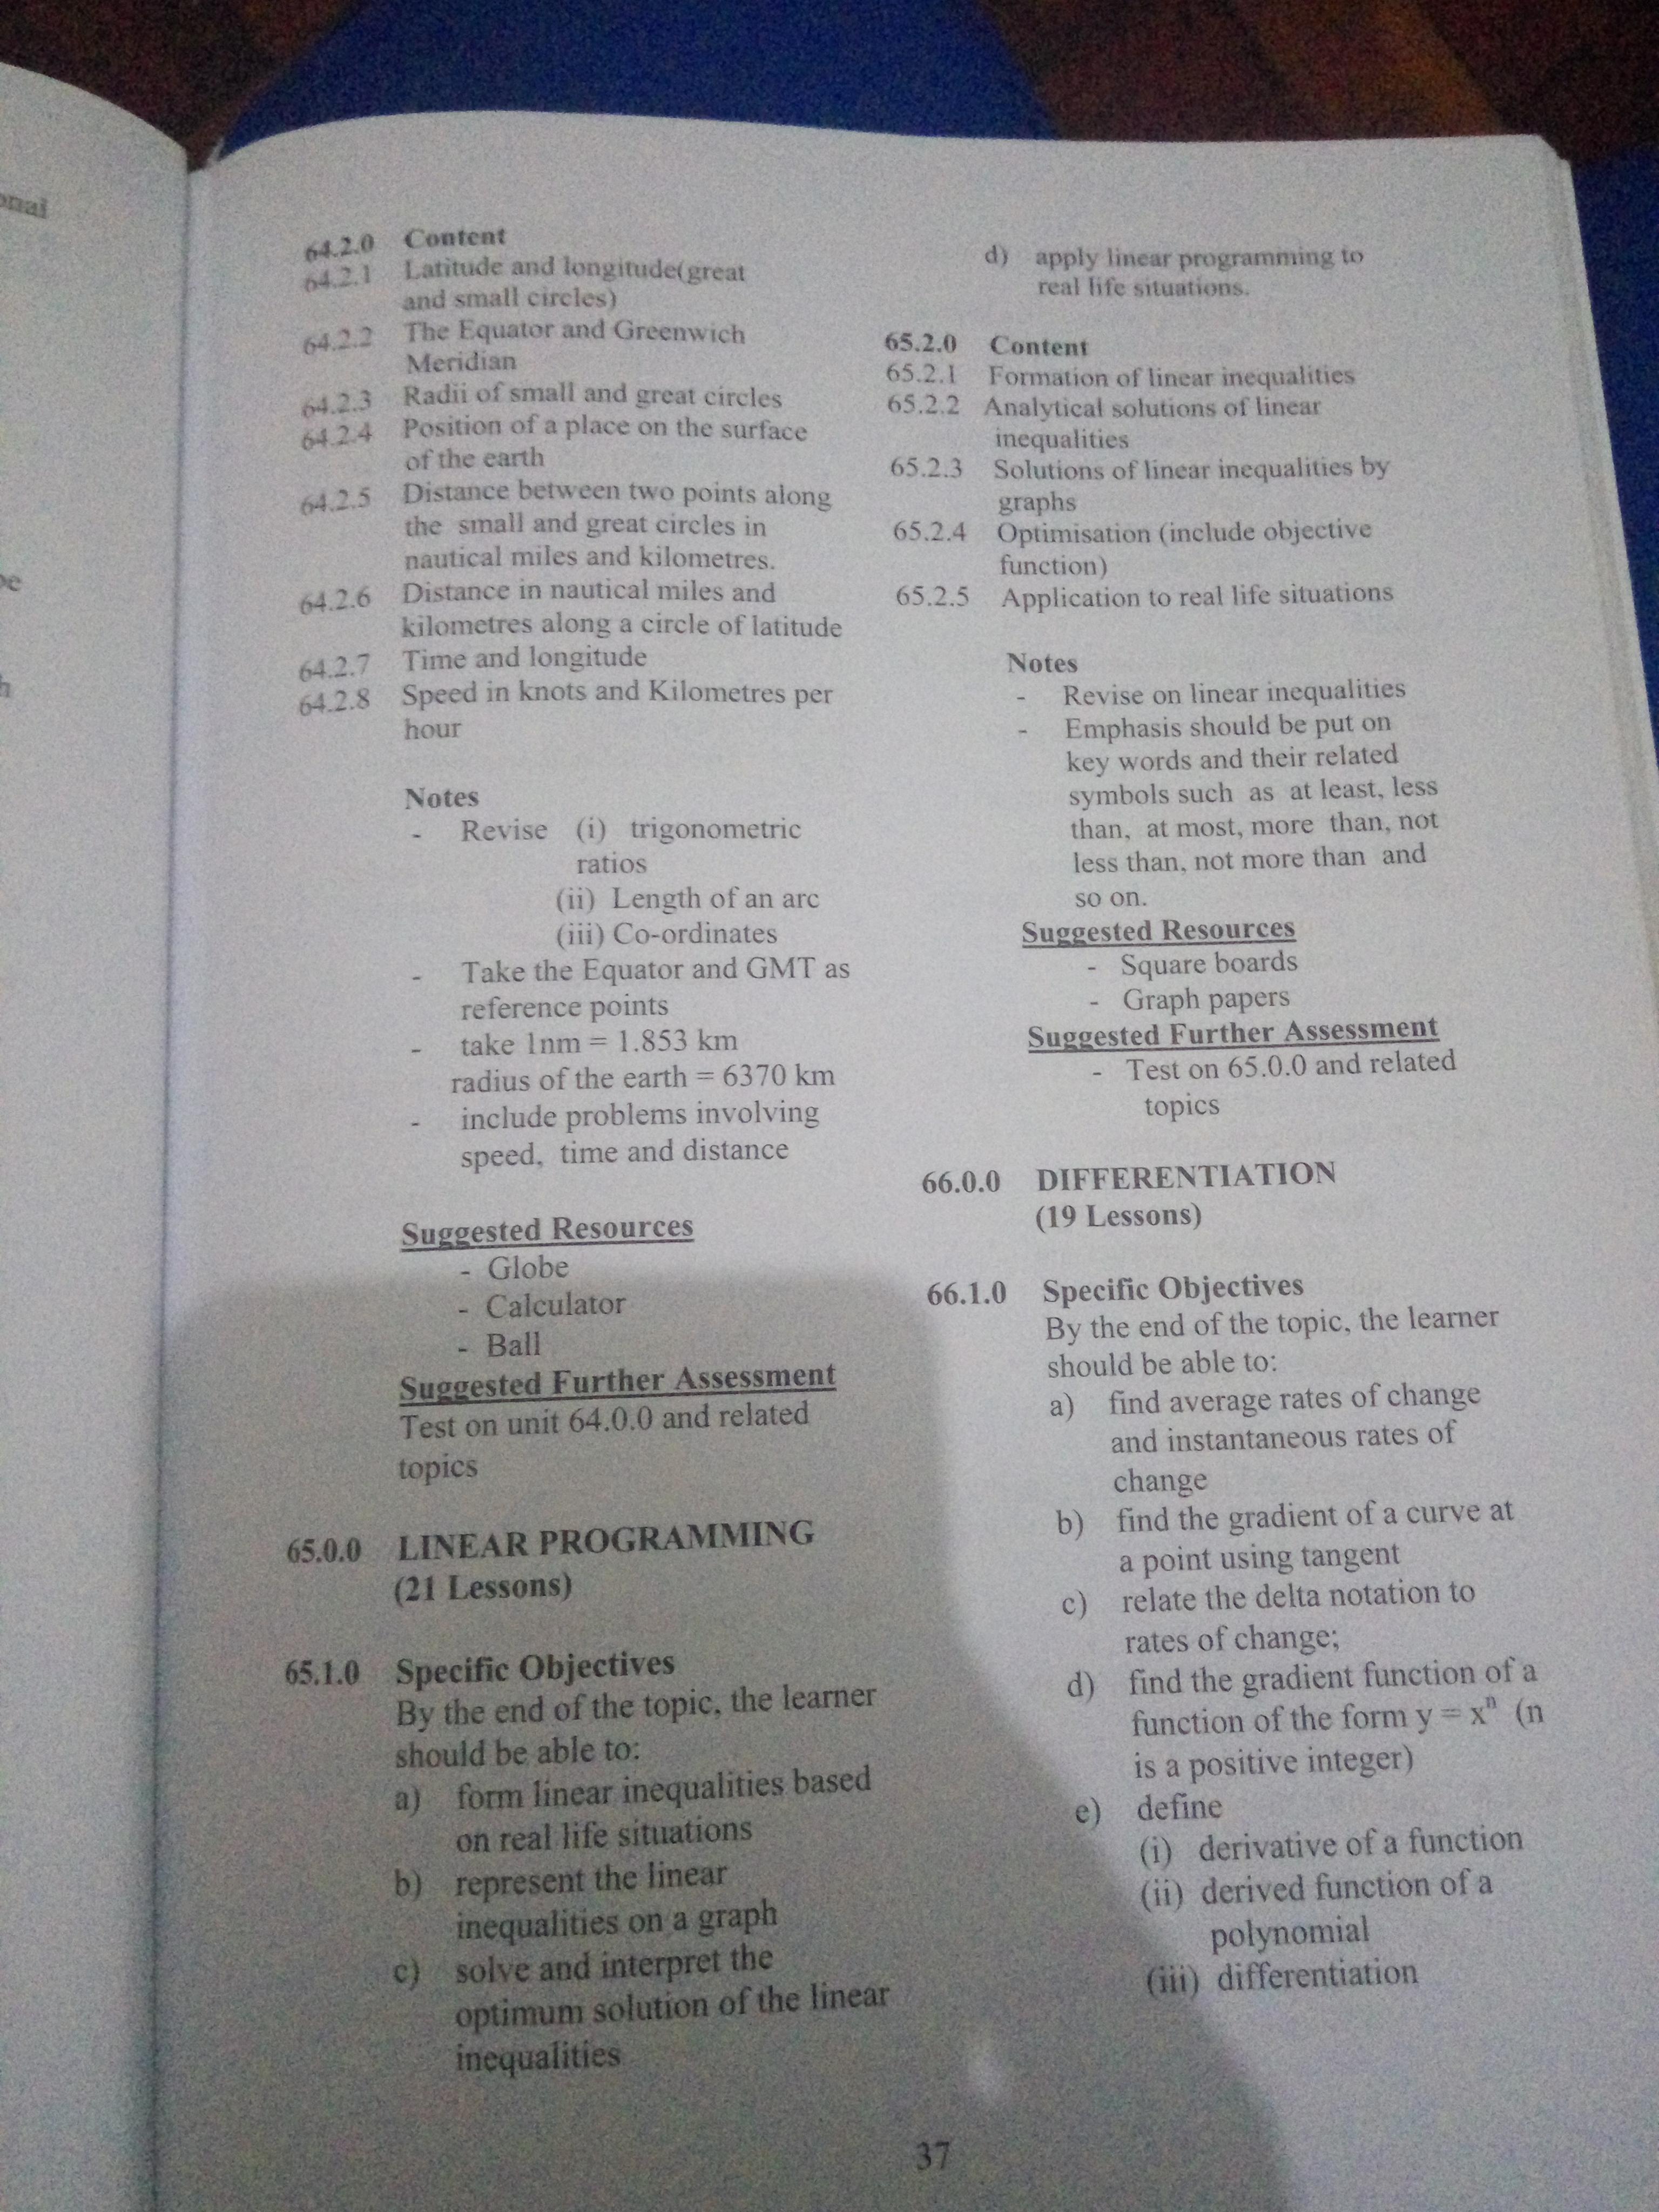 onal
64.2.0 Content
64.2.1 Latitude and longitude(great
and small circles)
64.2.2 The Equator and Greenwich
Meridian
64.2.3 Radii of small and great circles
64.2.4 Position of a place on the surface
of the earth
64.2.5 Distance between two points along
the small and great circles in
nautical miles and kilometres.
64.2.6 Distance in nautical miles and
kilometres along a circle of latitude
64.2.7 Time and longitude
64.2.8 Speed in knots and Kilometres per
hour
Notes
- Revise (i) trigonometric
ratios
(ii) Length of an arc
(iii) Co-ordinates
- Take the Equator and GMT as
reference points
- take 1nm = 1.853 km
radius of the earth = 6370 km
- include problems involving
speed, time and distance
Suggested Resources
- Globe
- Calculator
- Ball
Suggested Further Assessment
Test on unit 64.0.0 and related
topics
65.0.0 LINEAR PROGRAMMING
(21 Lessons)
65.1.0 Specific Objectives
By the end of the topic, the learner
should be able to:
a) form linear inequalities based
on real life situations
b) represent the linear
inequalities on a graph
c) solve and interpret the
optimum solution of the linear
inequalities
d) apply linear programming to
real life situations.
65.2.0 Content
65.2.1 Formation of linear inequalities
65.2.2 Analytical solutions of linear
inequalities
65.2.3 Solutions of linear inequalities by
graphs
65.2.4 Optimisation (include objective
function)
65.2.5 Application to real life situations
Notes
- Revise on linear inequalities
- Emphasis should be put on
key words and their related
symbols such as at least, less
than, at most, more than, not
less than, not more than and
so on.
Suggested Resources
- Square boards
- Graph papers
Suggested Further Assessment
- Test on 65.0.0 and related
topics
66.0.0 DIFFERENTIATION
(19 Lessons)
66.1.0 Specific Objectives
By the end of the topic, the learner
should be able to:
a) find average rates of change
and instantaneous rates of
change
b) find the gradient of a curve at
a point using tangent
c) relate the delta notation to
rates of change;
d) find the gradient function of a
function of the form y = xⁿ (n
is a positive integer)
e) define
(i) derivative of a function
(ii) derived function of a
polynomial
(iii) differentiation
37